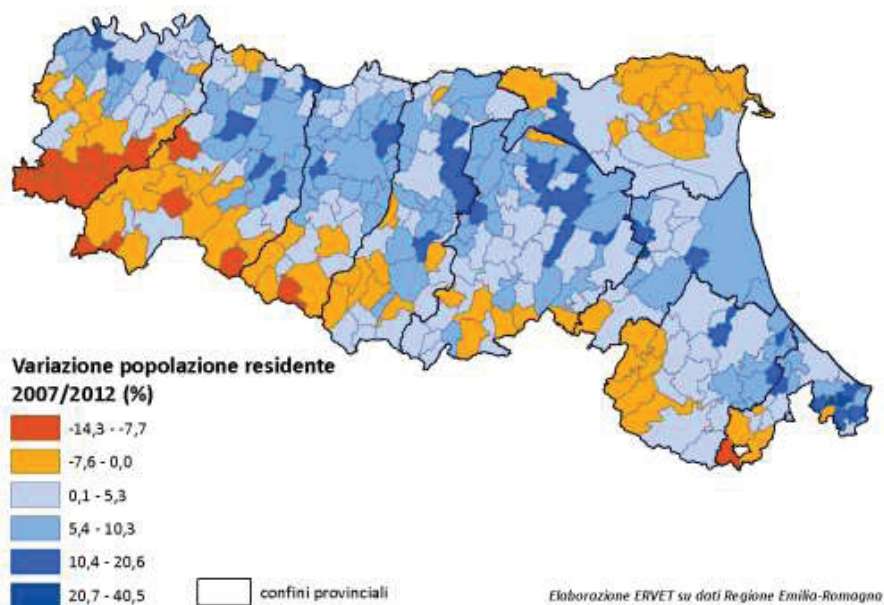 Variazione popolazione residente
2007/2012 (%)
-14,3 - -7,7
-7,6 - 0,0
0,1 - 5,3
5,4 - 10,3
10,4 - 20,6
20,7 - 40,5
confini provinciali
Elaborazione ERVET su dati Regione Emilia-Romagna